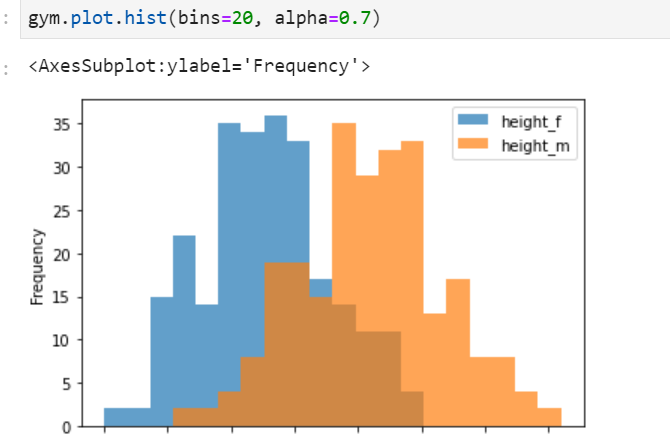 : gym.plot.hist(bins=20, alpha=0.7)
: <AxesSubplot:ylabel='Frequency'>
height_f
height_m
35
30
25
20
15
10
5
0
Frequency